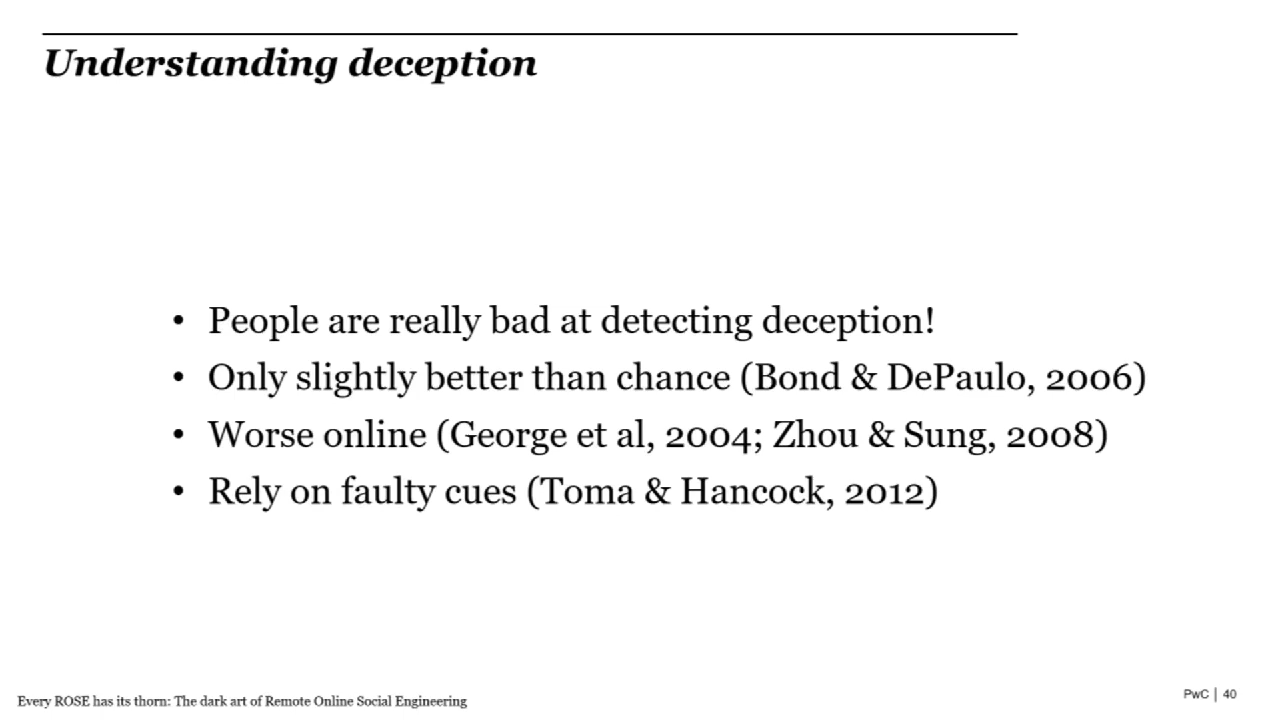 Understanding deception
• People are really bad at detecting deception!
• Only slightly better than chance (Bond & DePaulo, 2006)
• Worse online (George et al, 2004; Zhou & Sung, 2008)
• Rely on faulty cues (Toma & Hancock, 2012)
Every ROSE has its thorn: The dark art of Remote Online Social Engineering
PwC | 40